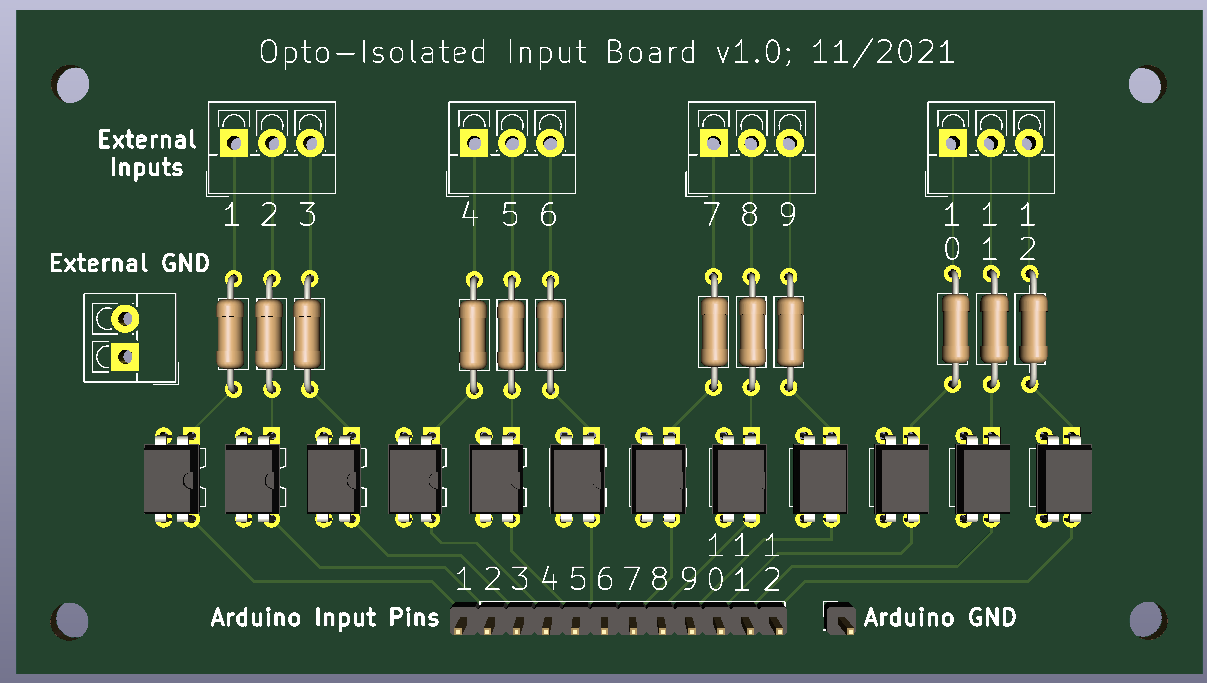 Opto-Isolated Input Board v1.0; 11/2021
External
Inputs
1 2 3
4 5 6
7 8 9
1 1 1
0 1 2
External GND
1 1 1
1 2 3 4 5 6 7 8 9 0 1 2
Arduino Input Pins
Arduino GND